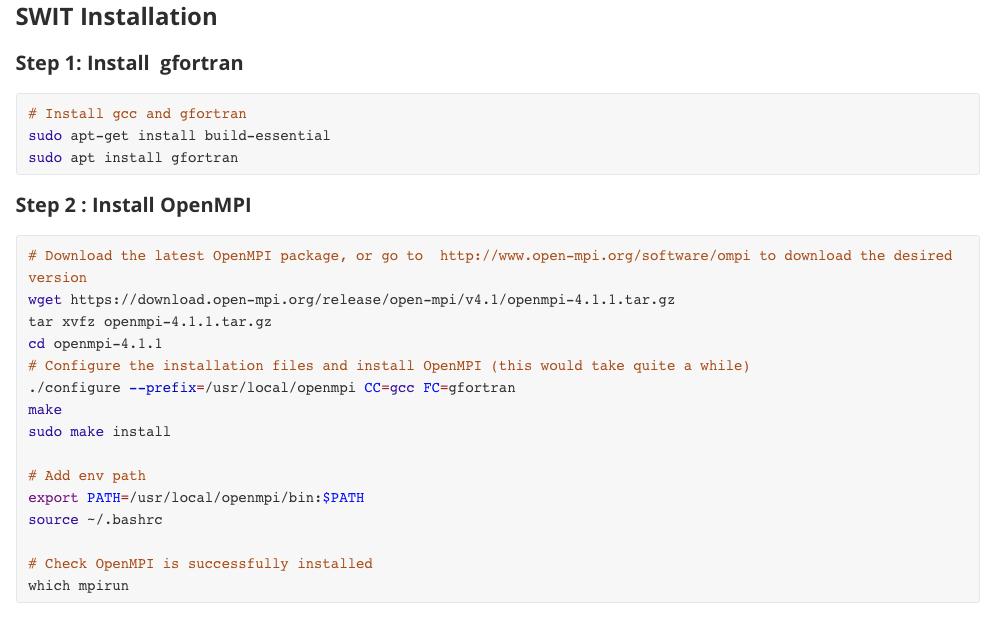 SWIT Installation
Step 1: Install  gfortran
# Install gcc and gfortran
sudo apt-get install build-essential
sudo apt install gfortran
Step 2 : Install OpenMPI
# Download the latest OpenMPI package, or go to  http://www.open-mpi.org/software/ompi to download the desired
version
wget https://download.open-mpi.org/release/open-mpi/v4.1/openmpi-4.1.1.tar.gz
tar xvfz openmpi-4.1.1.tar.gz
cd openmpi-4.1.1
# Configure the installation files and install OpenMPI (this would take quite a while)
./configure --prefix=/usr/local/openmpi CC=gcc FC=gfortran
make
sudo make install
# Add env path
export PATH=/usr/local/openmpi/bin:$PATH
source ~/.bashrc
# Check OpenMPI is successfully installed
which mpirun